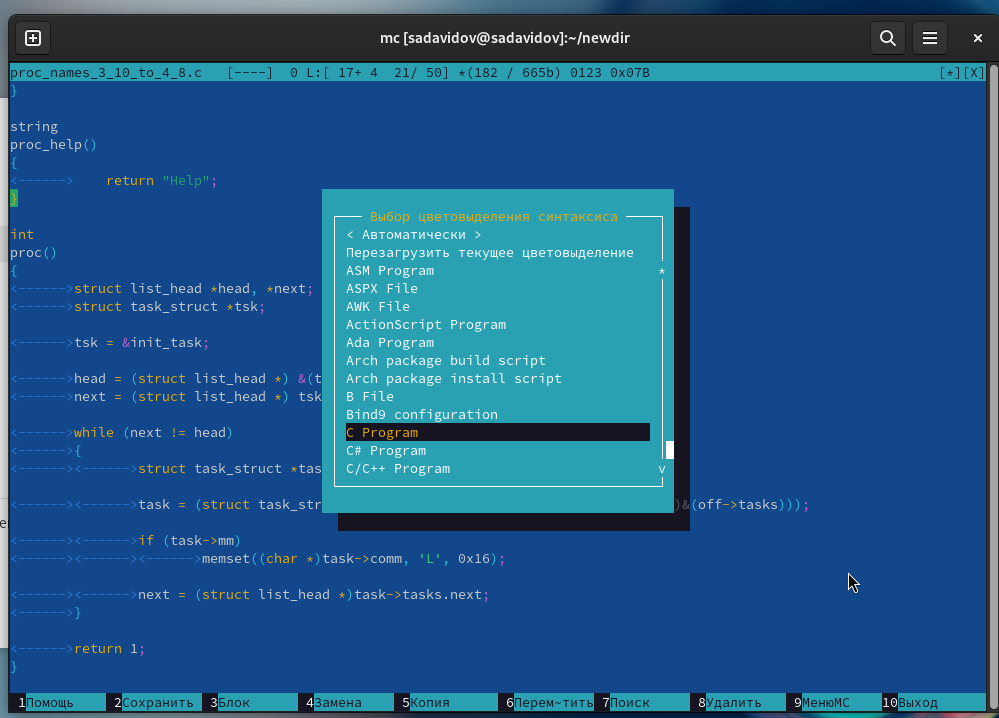 mc [sadavidov@sadavidov]:~/newdir
proc_names_3_10_to_4_8.c   [----]  0 L:[ 17+ 4  21/ 50] *(182 / 665b) 0123 0x07B   [*][X]
}
string
proc_help()
{
<------>    return "Help";
}
int
proc()
{
<------>struct list_head *head, *next;
<------>struct task_struct *tsk;
<------>tsk = &init_task;
<------>head = (struct list_head *) &(t
<------>next = (struct list_head *) tsk
<------>while (next != head)
<------>{
<------><------>struct task_struct *tas
<------><------>task = (struct task_str )&(off->tasks)));
<------><------>if (task->mm)
<------><------><------>memset((char *)task->comm, 'L', 0x16);
<------><------>next = (struct list_head *)task->tasks.next;
<------>}
<------>return 1;
}
Выбор цветовыделения синтаксиса
< Автоматически >
Перезагрузить текущее цветовыделение
ASM Program
*
ASPX File
AWK File
ActionScript Program
Ada Program
Arch package build script
Arch package install script
B File
Bind9 configuration
C Program
C# Program
C/C++ Program
v
1Помощь 2Сохранить 3Блок 4Замена 5Копия 6Перем~тить 7Поиск 8Удалить 9МенюMC 10Выход